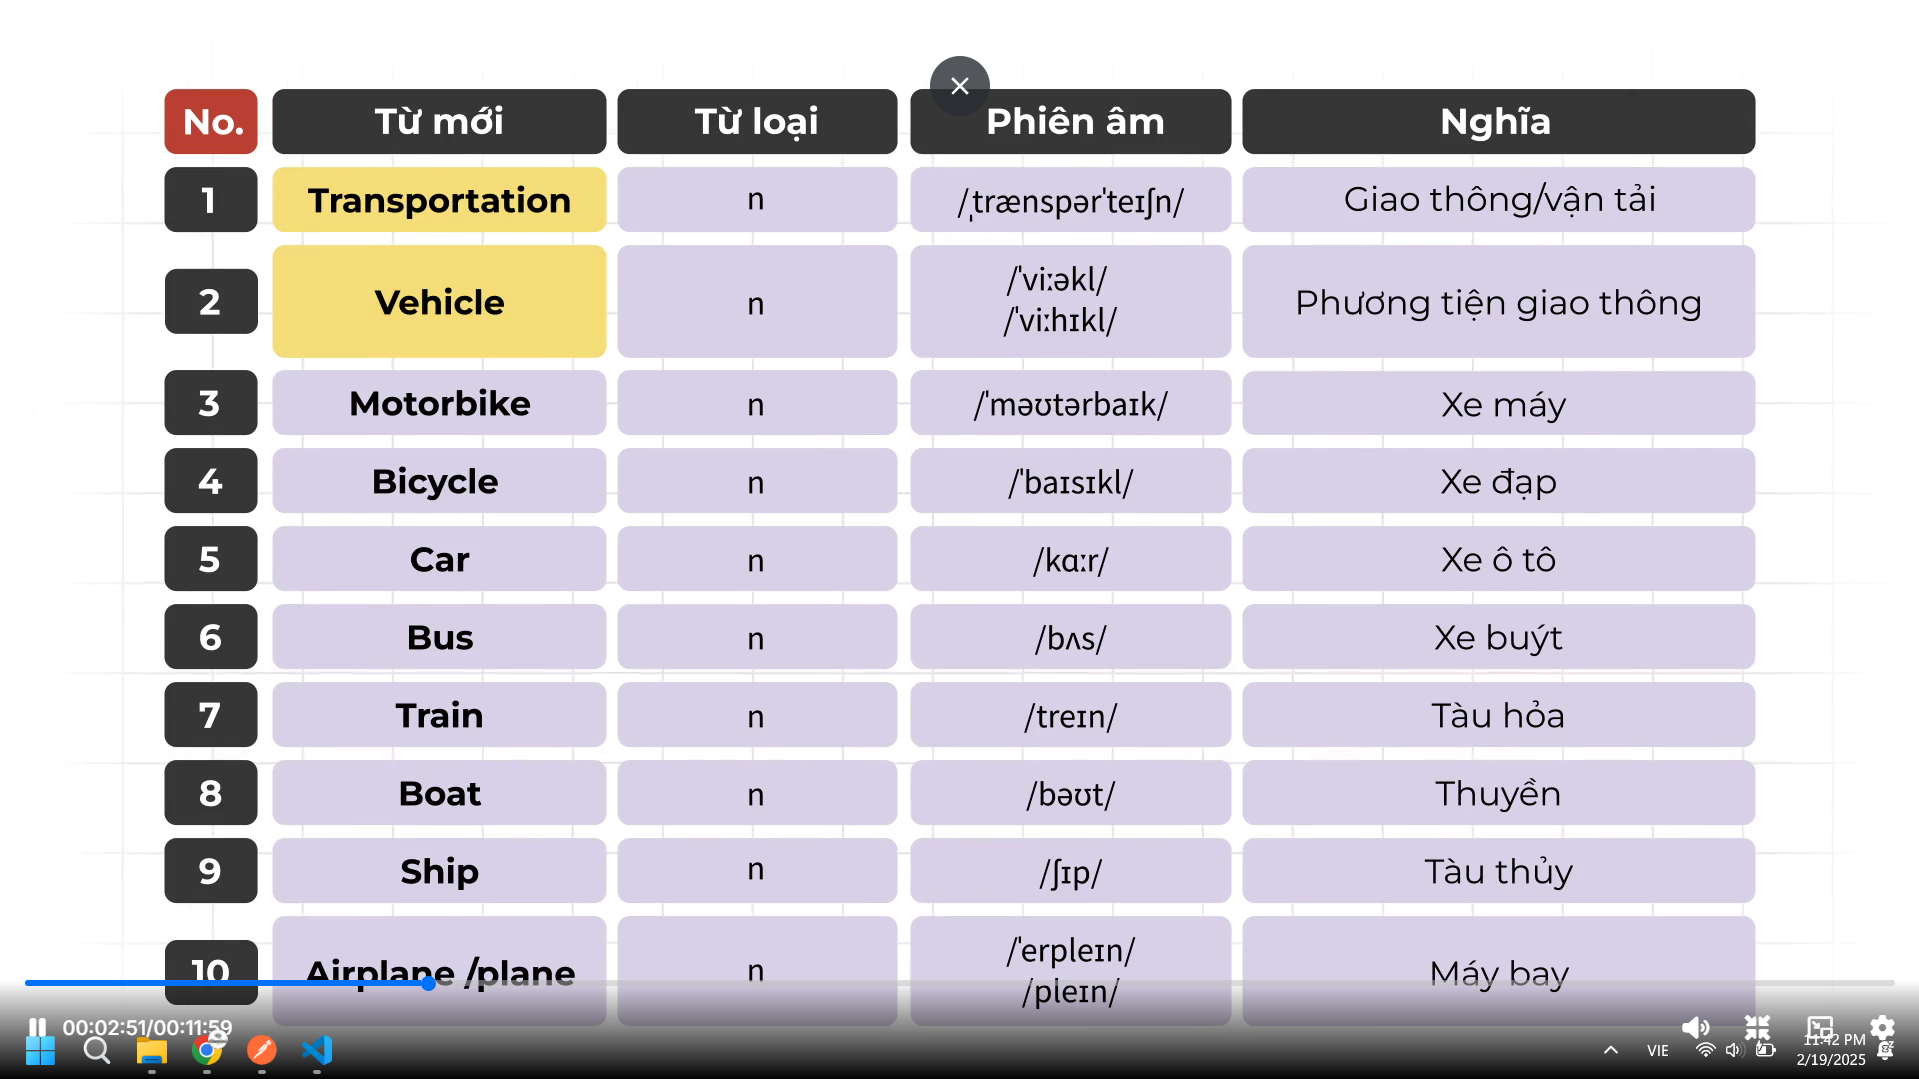 No. Từ mới Từ loại Phiên âm Nghĩa
1 Transportation n /ˌtrænspərˈteɪʃn/ Giao thông/vận tải
2 Vehicle n /ˈviːəkl/ Phương tiện giao thông
/ˈviːhɪkl/
3 Motorbike n /ˈməʊtərbaɪk/ Xe máy
4 Bicycle n /ˈbaɪsɪkl/ Xe đạp
5 Car n /kɑːr/ Xe ô tô
6 Bus n /bʌs/ Xe buýt
7 Train n /treɪn/ Tàu hỏa
8 Boat n /bəʊt/ Thuyền
9 Ship n /ʃɪp/ Tàu thủy
10 Airplane /plane n /ˈerpleɪn/ Máy bay
/pleɪn/
00:02:51/00:11:59
11:42 PM
VIE
2/19/2025